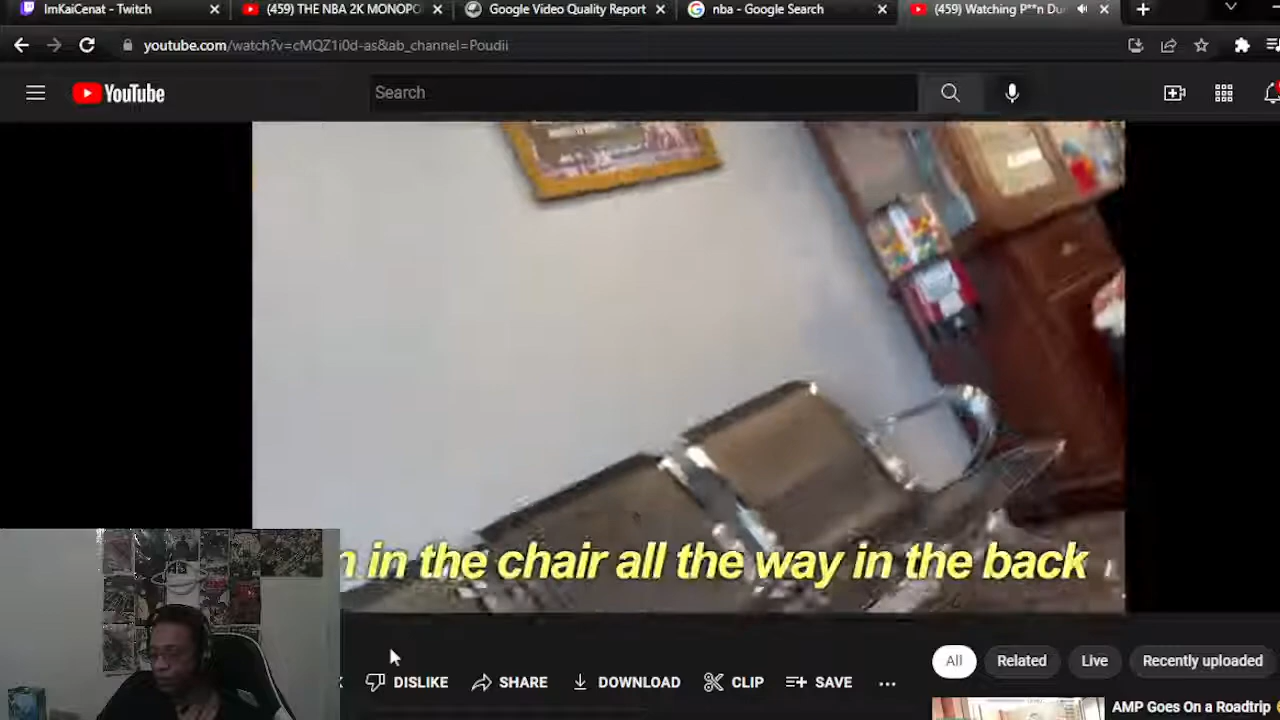 ImKaiCenat - Twitch
(459) THE NBA 2K MONOPO
Google Video Quality Report
nba - Google Search
(459) Watching P**n Du
youtube.com/watch?v=cMQZ1i0d-as&ab_channel=Poudii
YouTube
Search
in the chair all the way in the back
DISLIKE
SHARE
DOWNLOAD
CLIP
SAVE
All
Related
Live
Recently uploaded
AMP Goes On a Roadtrip